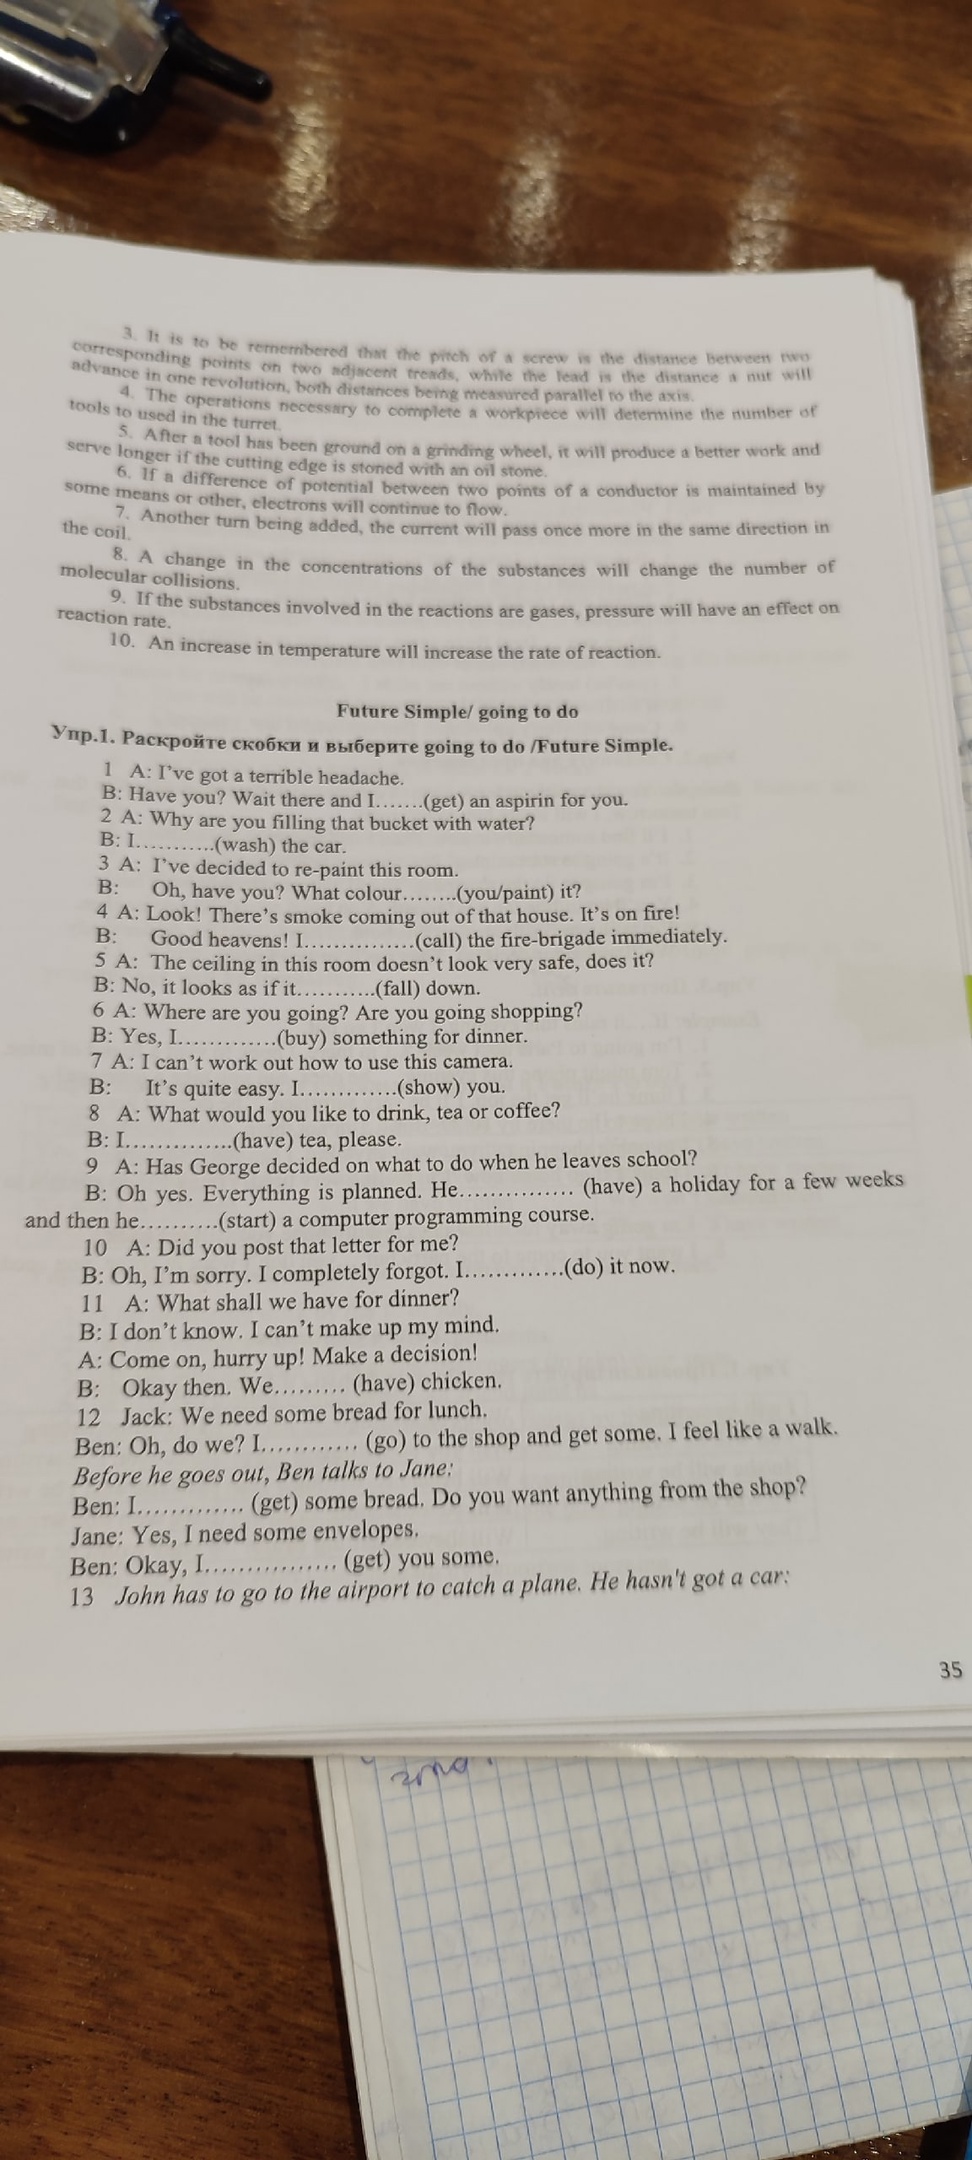 3. It is to be remembered that the pitch of a screw is the distance between two
corresponding points on two adjacent treads, while the lead is the distance a nut will
advance in one revolution, both distances being measured parallel to the axis.
4. The operations necessary to complete a workpiece will determine the number of
tools to used in the turret.
5. After a tool has been ground on a grinding wheel, it will produce a better work and
serve longer if the cutting edge is stoned with an oil stone.
6. If a difference of potential between two points of a conductor is maintained by
some means or other, electrons will continue to flow.
7. Another turn being added, the current will pass once more in the same direction in
the coil.
8. A change in the concentrations of the substances will change the number of
molecular collisions.
9. If the substances involved in the reactions are gases, pressure will have an effect on
reaction rate.
10. An increase in temperature will increase the rate of reaction.
Future Simple/ going to do
Упр.1. Раскройте скобки и выберите going to do /Future Simple.
1 A: I've got a terrible headache.
B: Have you? Wait there and I.......(get) an aspirin for you.
2 A: Why are you filling that bucket with water?
B: I...........(wash) the car.
3 A: I've decided to re-paint this room.
B: Oh, have you? What colour........(you/paint) it?
4 A: Look! There's smoke coming out of that house. It's on fire!
B: Good heavens! I................(call) the fire-brigade immediately.
5 A: The ceiling in this room doesn't look very safe, does it?
B: No, it looks as if it...........(fall) down.
6 A: Where are you going? Are you going shopping?
B: Yes, I..............(buy) something for dinner.
7 A: I can't work out how to use this camera.
B: It's quite easy. I..............(show) you.
8 A: What would you like to drink, tea or coffee?
B: I...............(have) tea, please.
9 A: Has George decided on what to do when he leaves school?
B: Oh yes. Everything is planned. He............... (have) a holiday for a few weeks
and then he..........(start) a computer programming course.
10 A: Did you post that letter for me?
B: Oh, I'm sorry. I completely forgot. I.............(do) it now.
11 A: What shall we have for dinner?
B: I don't know. I can't make up my mind.
A: Come on, hurry up! Make a decision!
B: Okay then. We......... (have) chicken.
12 Jack: We need some bread for lunch.
Ben: Oh, do we? I............ (go) to the shop and get some. I feel like a walk.
Before he goes out, Ben talks to Jane:
Ben: I............. (get) some bread. Do you want anything from the shop?
Jane: Yes, I need some envelopes.
Ben: Okay, I................ (get) you some.
13 John has to go to the airport to catch a plane. He hasn't got a car:
35